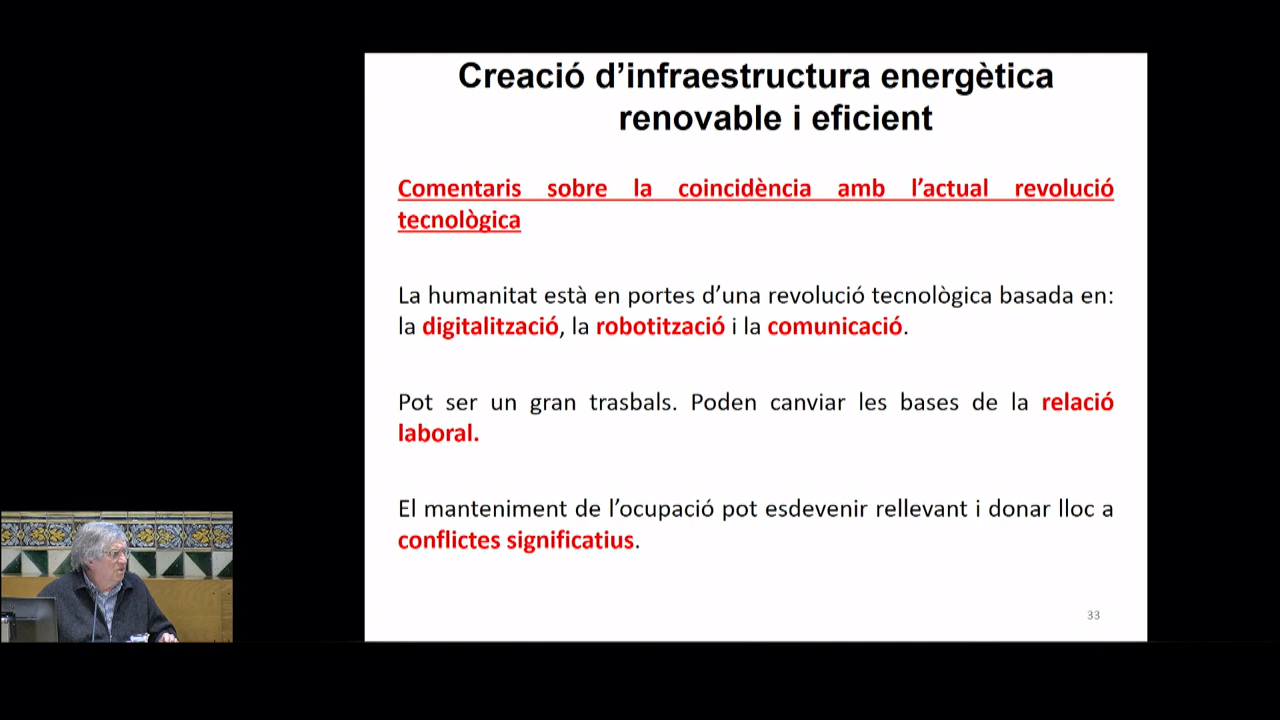 Creació d’infraestructura energètica
renovable i eficient
Comentaris sobre la coincidència amb l’actual revolució
tecnològica
La humanitat està en portes d’una revolució tecnològica basada en:
la digitalització, la robotització i la comunicació.
Pot ser un gran trasbals. Poden canviar les bases de la relació
laboral.
El manteniment de l’ocupació pot esdevenir rellevant i donar lloc a
conflictes significatius.
33